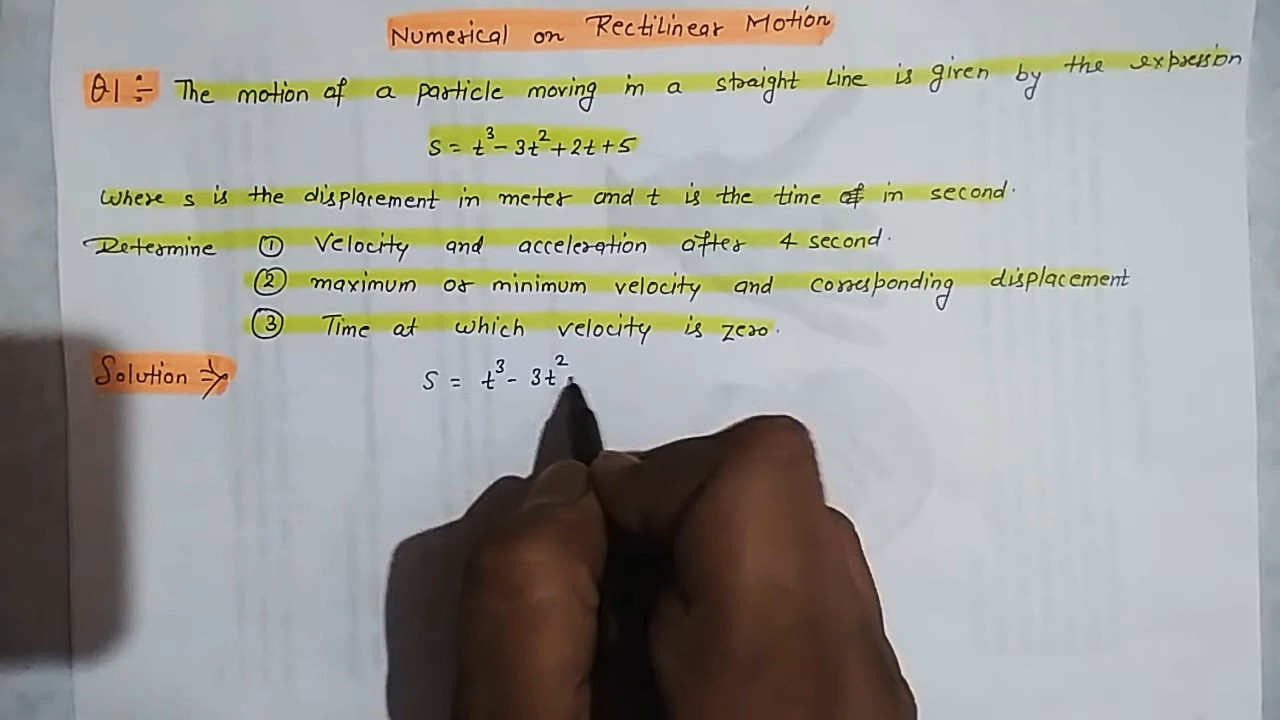 Numerical on Rectilinear Motion
Q1÷ The motion of a particle moving in a straight Line is given by the expression
S = t³ - 3t² + 2t + 5
Where s is the displacement in meter and t is the time in second.
Determine ① Velocity and acceleration after 4 second.
② maximum or minimum velocity and corresponding displacement
③ Time at which velocity is zero.
Solution ⇒ S = t³ - 3t²